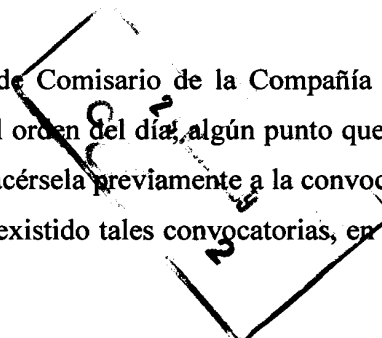 de Comisario de la Compañía
l orden del día, algún punto que
acérsela previamente a la convoc
existido tales convocatorias, en